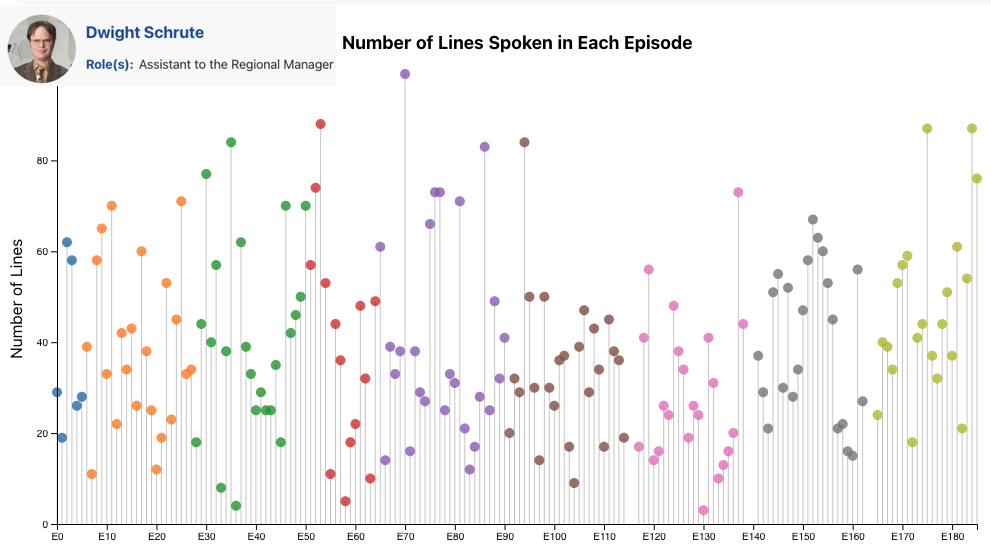 Dwight Schrute
Role(s): Assistant to the Regional Manager
Number of Lines Spoken in Each Episode
Number of Lines
80
60
40
20
0
E0 E10 E20 E30 E40 E50 E60 E70 E80 E90 E100 E110 E120 E130 E140 E150 E160 E170 E180